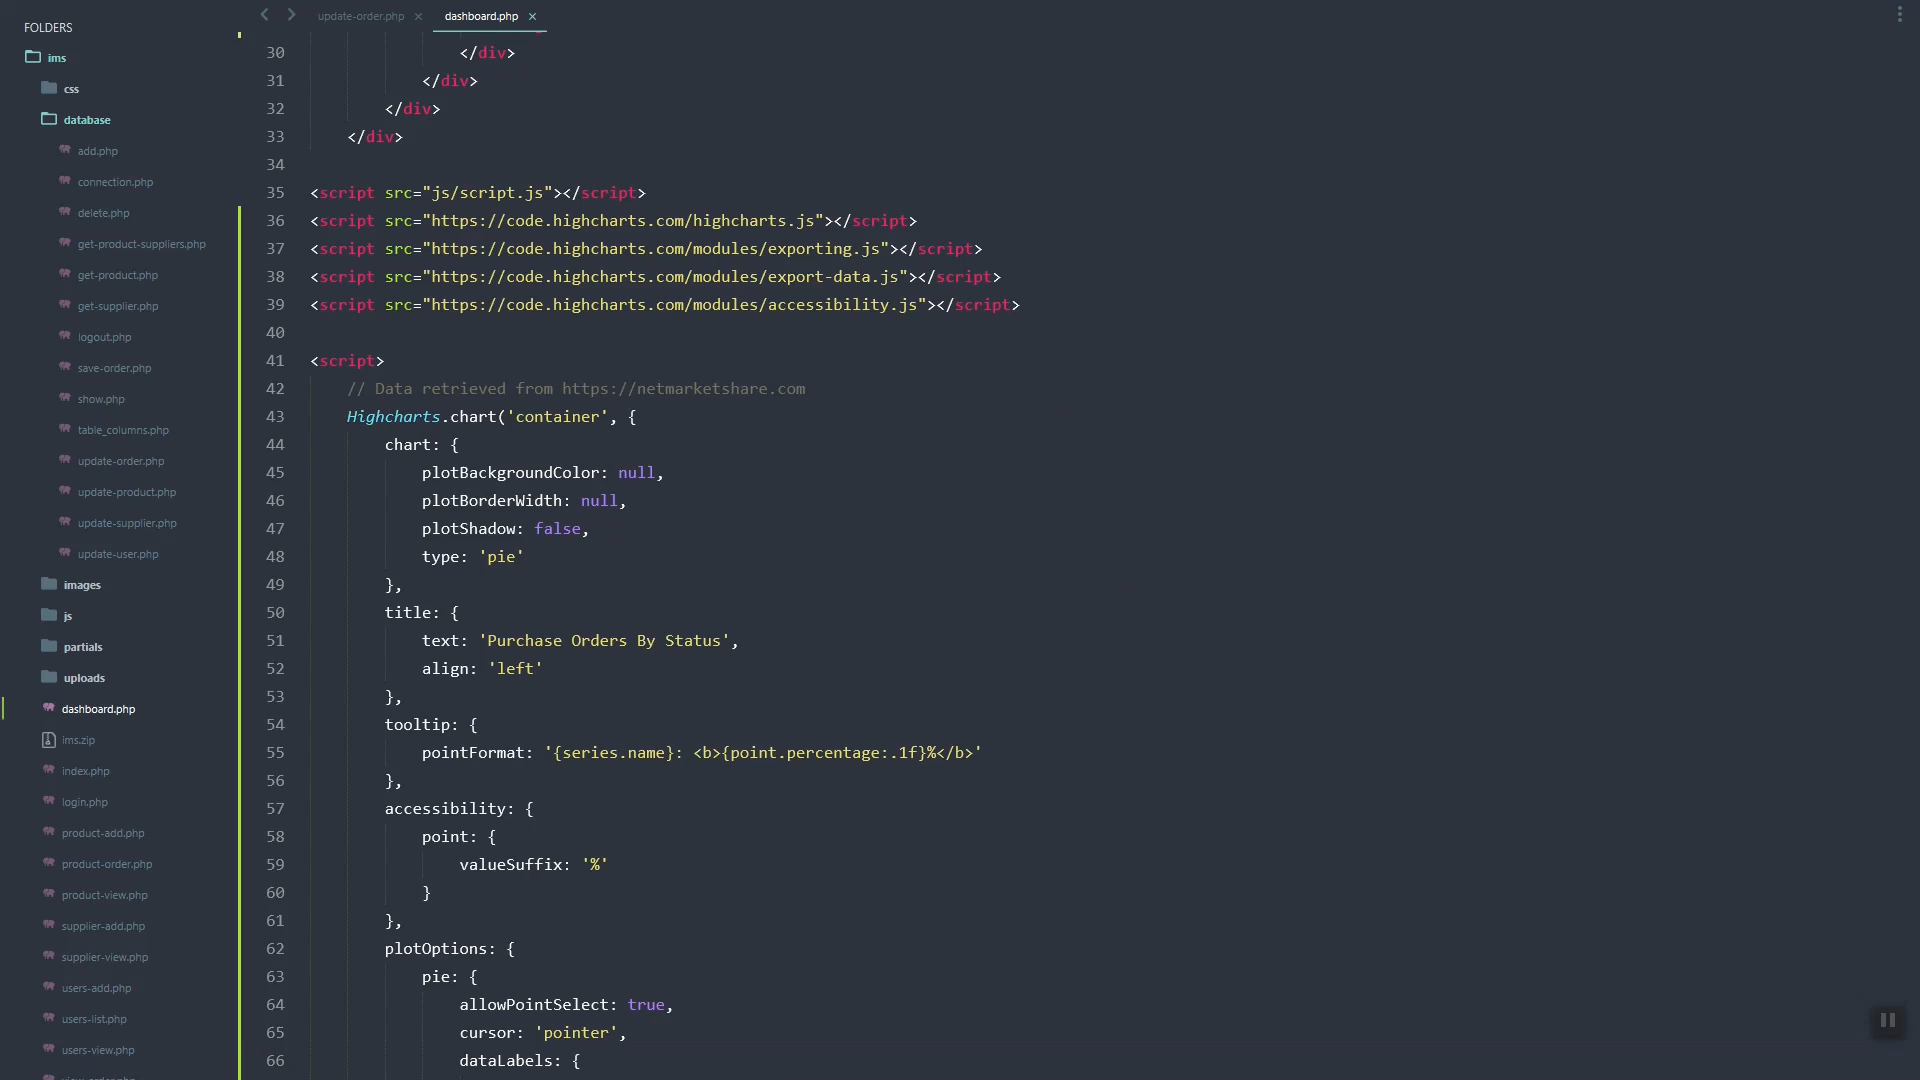 FOLDERS
ims
css
database
add.php
connection.php
delete.php
get-product-suppliers.php
get-product.php
get-supplier.php
logout.php
save-order.php
show.php
table_columns.php
update-order.php
update-product.php
update-supplier.php
update-user.php
images
js
partials
uploads
dashboard.php
ims.zip
index.php
login.php
product-add.php
product-order.php
product-view.php
supplier-add.php
supplier-view.php
users-add.php
users-list.php
users-view.php
update-order.php × dashboard.php ×
30 </div>
31 </div>
32 </div>
33 </div>
34
35 <script src="js/script.js"></script>
36 <script src="https://code.highcharts.com/highcharts.js"></script>
37 <script src="https://code.highcharts.com/modules/exporting.js"></script>
38 <script src="https://code.highcharts.com/modules/export-data.js"></script>
39 <script src="https://code.highcharts.com/modules/accessibility.js"></script>
40
41 <script>
42 // Data retrieved from https://netmarketshare.com
43 Highcharts.chart('container', {
44 chart: {
45 plotBackgroundColor: null,
46 plotBorderWidth: null,
47 plotShadow: false,
48 type: 'pie'
49 },
50 title: {
51 text: 'Purchase Orders By Status',
52 align: 'left'
53 },
54 tooltip: {
55 pointFormat: '{series.name}: <b>{point.percentage:.1f}%</b>'
56 },
57 accessibility: {
58 point: {
59 valueSuffix: '%'
60 }
61 },
62 plotOptions: {
63 pie: {
64 allowPointSelect: true,
65 cursor: 'pointer',
66 dataLabels: {